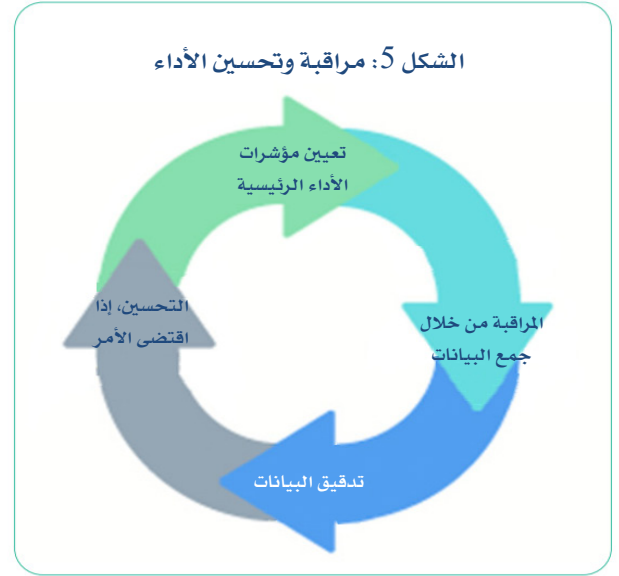 الشكل 5: مراقبة وتحسين الأداء
تعيين مؤشرات
الأداء الرئيسية
المراقبة من خلال
جمع البيانات
تدقيق البيانات
التحسين، إذا
اقتضى الأمر